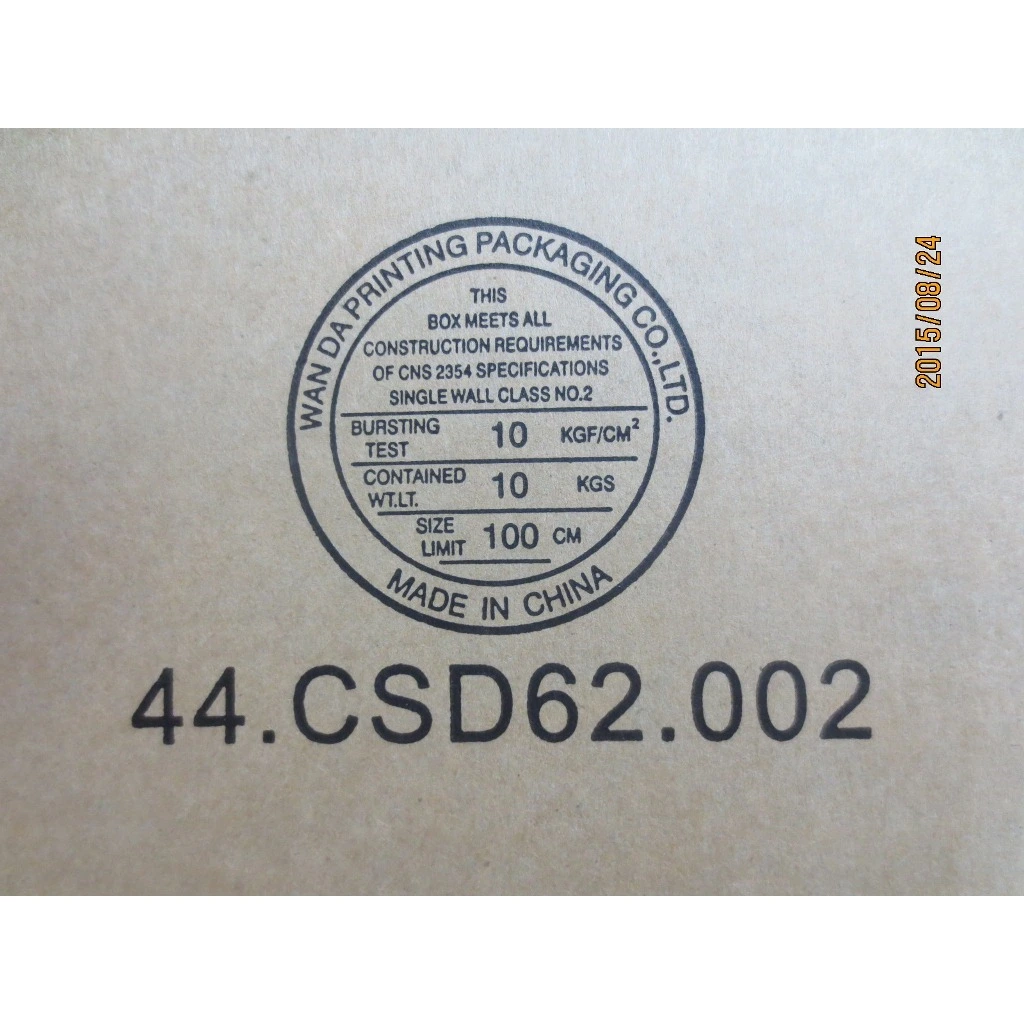 WAN DA PRINTING PACKAGING CO.,LTD.
THIS
BOX MEETS ALL
CONSTRUCTION REQUIREMENTS
OF CNS 2354 SPECIFICATIONS
SINGLE WALL CLASS NO.2
BURSTING TEST 10 KGF/CM²
CONTAINED WT.LT. 10 KGS
SIZE LIMIT 100 CM
MADE IN CHINA
44.CSD62.002
2015/08/24